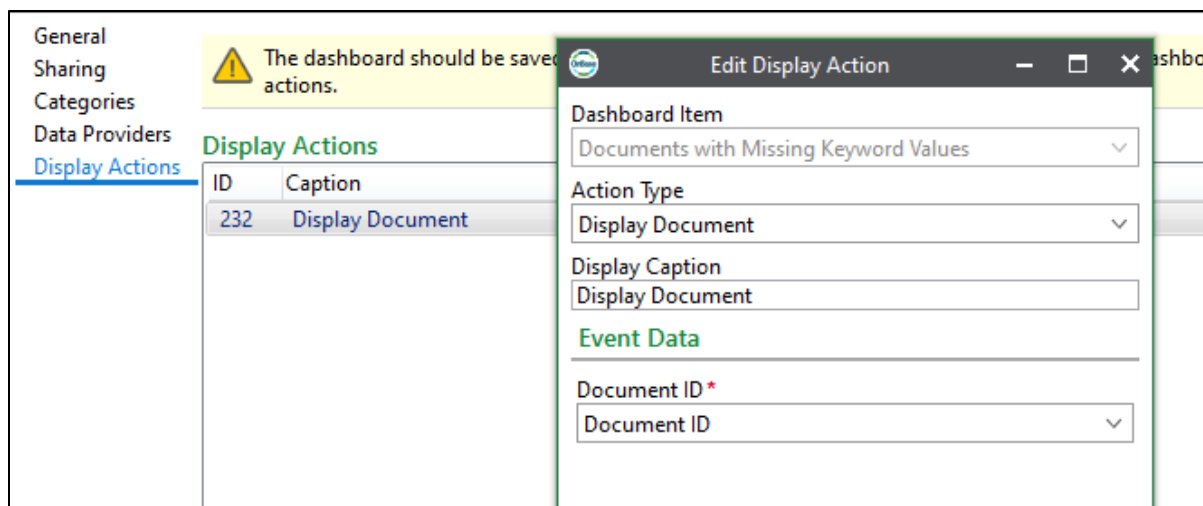 General
Sharing
Categories
Data Providers
Display Actions
The dashboard should be save
actions.
Display Actions
ID Caption
232 Display Document
Edit Display Action
Dashboard Item
Documents with Missing Keyword Values
Action Type
Display Document
Display Caption
Display Document
Event Data
Document ID*
Document ID